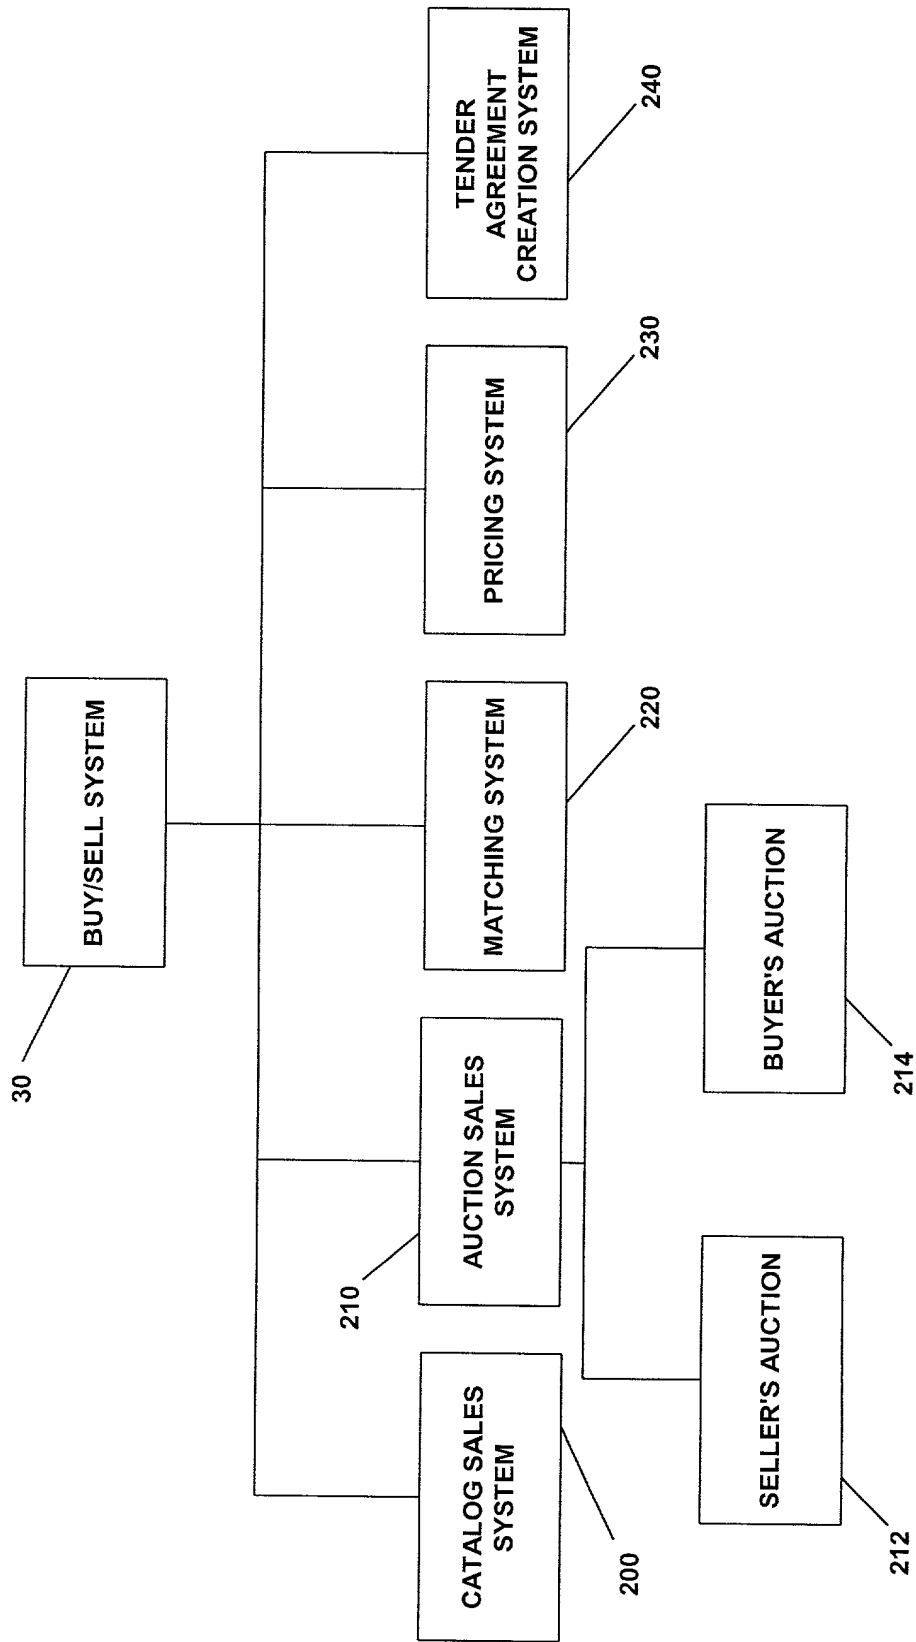 30
BUY/SELL SYSTEM
CATALOG SALES
SYSTEM
200
210
AUCTION SALES
SYSTEM
MATCHING SYSTEM
220
PRICING SYSTEM
230
TENDER
AGREEMENT
CREATION SYSTEM
240
SELLER'S AUCTION
212
BUYER'S AUCTION
214